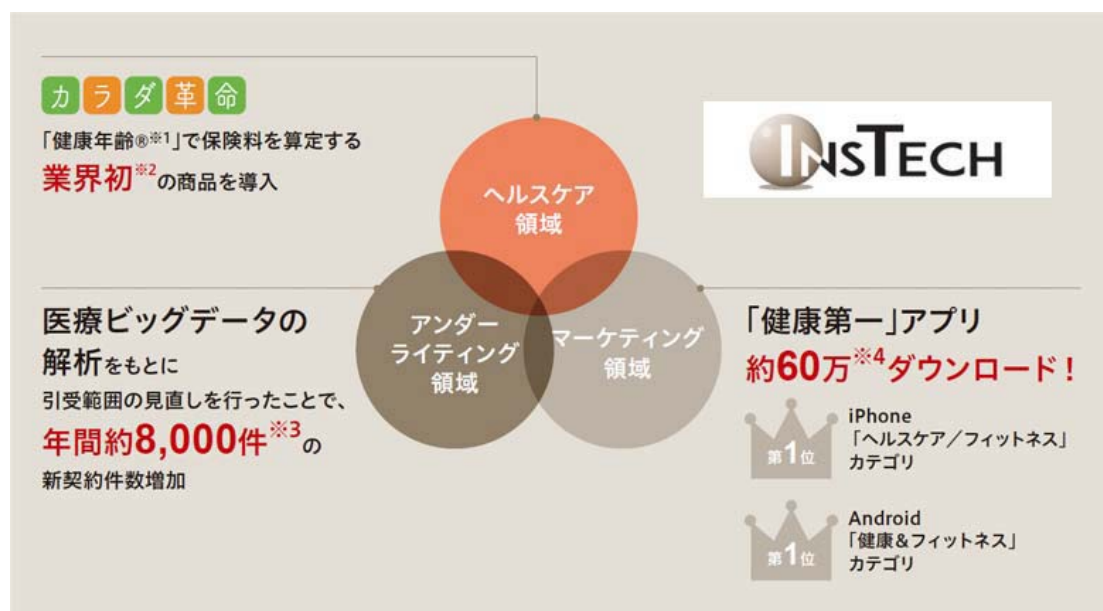 カラダ革命
「健康年齢®※1」で保険料を算定する
業界初※2の商品を導入
INSTECH
ヘルスケア
領域
アンダー
ライティング
領域
マーケティング
領域
医療ビッグデータの
解析をもとに
引受範囲の見直しを行ったことで、
年間約8,000件※3の
新契約件数増加
「健康第一」アプリ
約60万※4ダウンロード!
第1位
iPhone
「ヘルスケア/フィットネス」
カテゴリ
第1位
Android
「健康&フィットネス」
カテゴリ